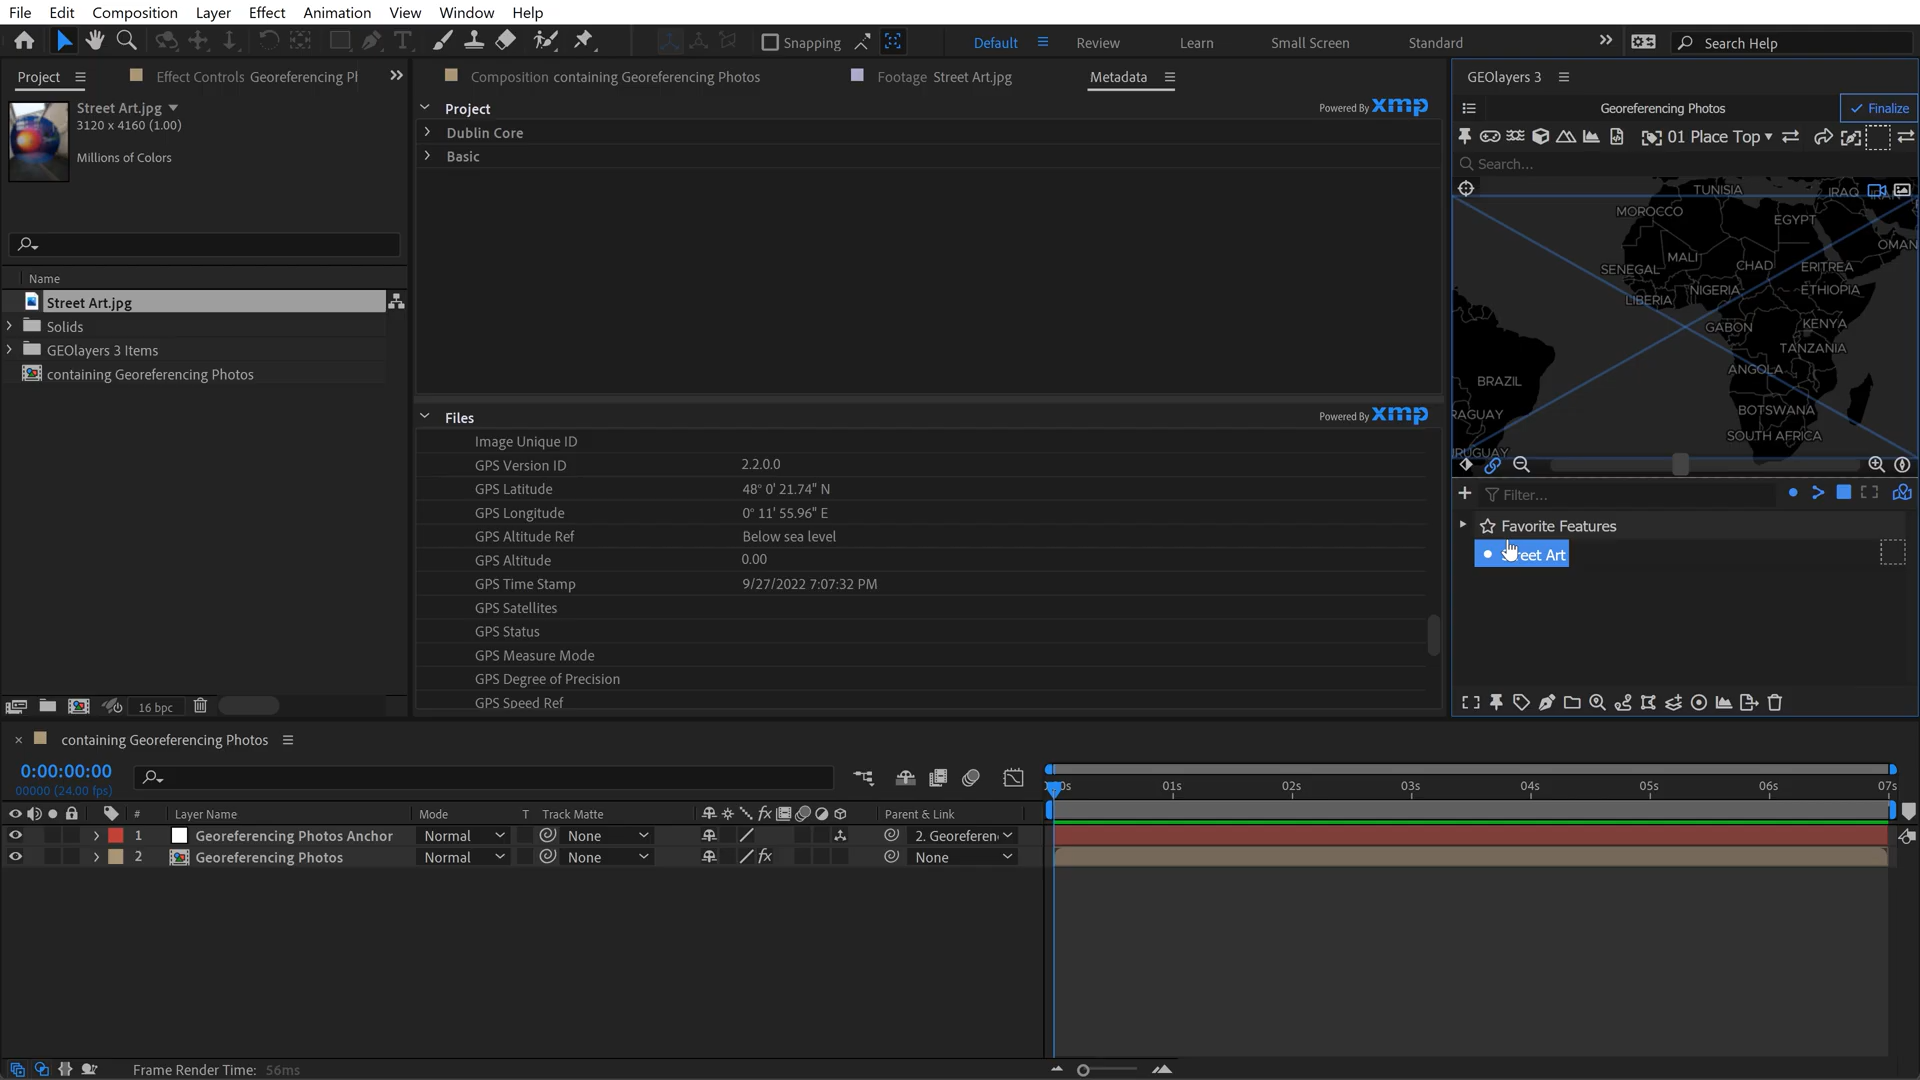 File Edit Composition Layer Effect Animation View Window Help
Snapping Default Review Learn Small Screen Standard Search Help
Project Effect Controls Georeferencing Pl
Composition containing Georeferencing Photos Footage Street Art.jpg Metadata
GEOlayers 3
Street Art.jpg
3120 x 4160 (1.00)
Millions of Colors
Name
Street Art.jpg
Solids
GEOlayers 3 Items
containing Georeferencing Photos
16 bpc
Project Powered By xmp
Dublin Core
Basic
Files Powered By xmp
Image Unique ID
GPS Version ID 2.2.0.0
GPS Latitude 48° 0' 21.74" N
GPS Longitude 0° 11' 55.96" E
GPS Altitude Ref Below sea level
GPS Altitude 0.00
GPS Time Stamp 9/27/2022 7:07:32 PM
GPS Satellites
GPS Status
GPS Measure Mode
GPS Degree of Precision
GPS Speed Ref
Georeferencing Photos Finalize
01 Place Top
Search...
TUNISIA IRAQ
MOROCCO
EGYPT
OMAN
MALI
SENEGAL CHAD ERITREA
NIGERIA ETHIOPIA
LIBERIA
GABON KENYA
TANZANIA
ANGOLA
BRAZIL
BOTSWANA
RAGUAY
SOUTH AFRICA
RUGUAY
Filter...
Favorite Features
reet Art
containing Georeferencing Photos
0:00:00:00
00000 (24.00 fps)
# Layer Name Mode T Track Matte Parent & Link
1 Georeferencing Photos Anchor Normal None 2. Georeferen
2 Georeferencing Photos Normal None None
0s 01s 02s 03s 04s 05s 06s 07s
Frame Render Time: 56ms